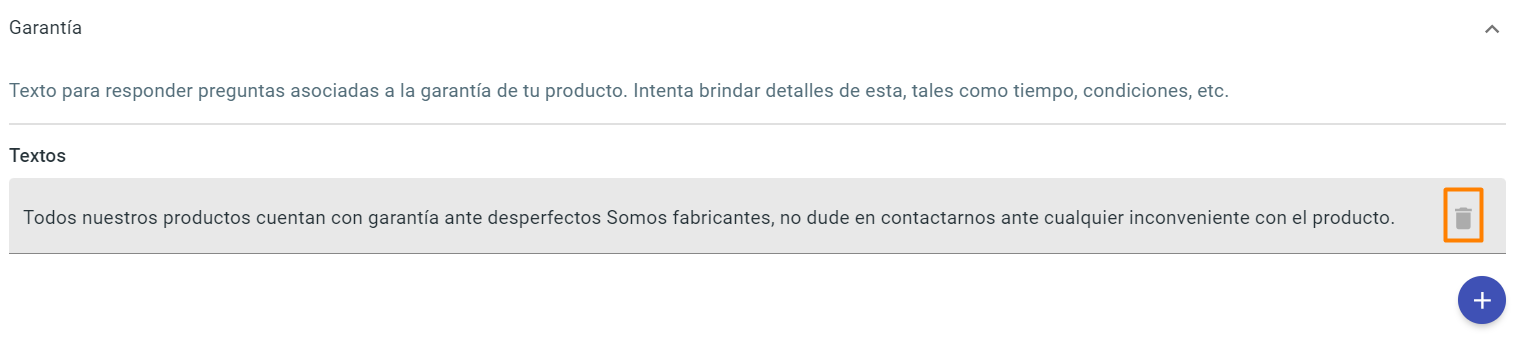 Garantía
Texto para responder preguntas asociadas a la garantía de tu producto. Intenta brindar detalles de esta, tales como tiempo, condiciones, etc.
Textos
Todos nuestros productos cuentan con garantía ante desperfectos Somos fabricantes, no dude en contactarnos ante cualquier inconveniente con el producto.